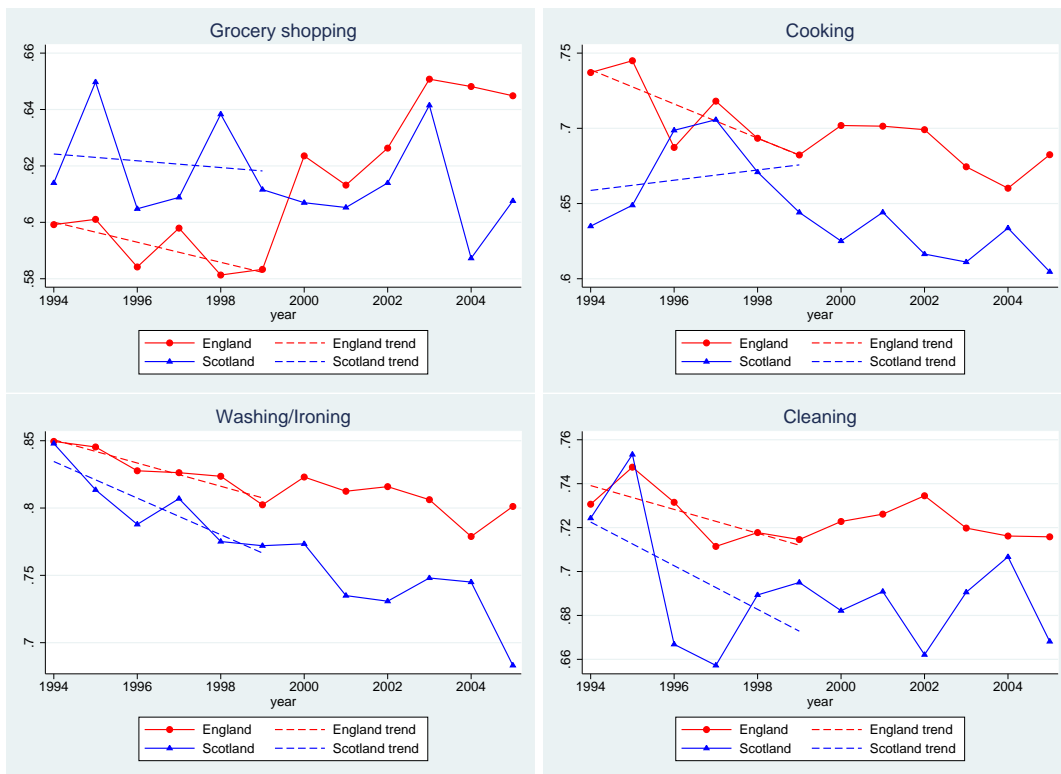 Grocery shopping
.66
.64
.62
.6
.58
1994 1996 1998 2000 2002 2004
year
England England trend
Scotland Scotland trend
Cooking
.75
.7
.65
.6
1994 1996 1998 2000 2002 2004
year
England England trend
Scotland Scotland trend
Washing/Ironing
.85
.8
.75
.7
1994 1996 1998 2000 2002 2004
year
England England trend
Scotland Scotland trend
Cleaning
.76
.74
.72
.7
.68
.66
1994 1996 1998 2000 2002 2004
year
England England trend
Scotland Scotland trend